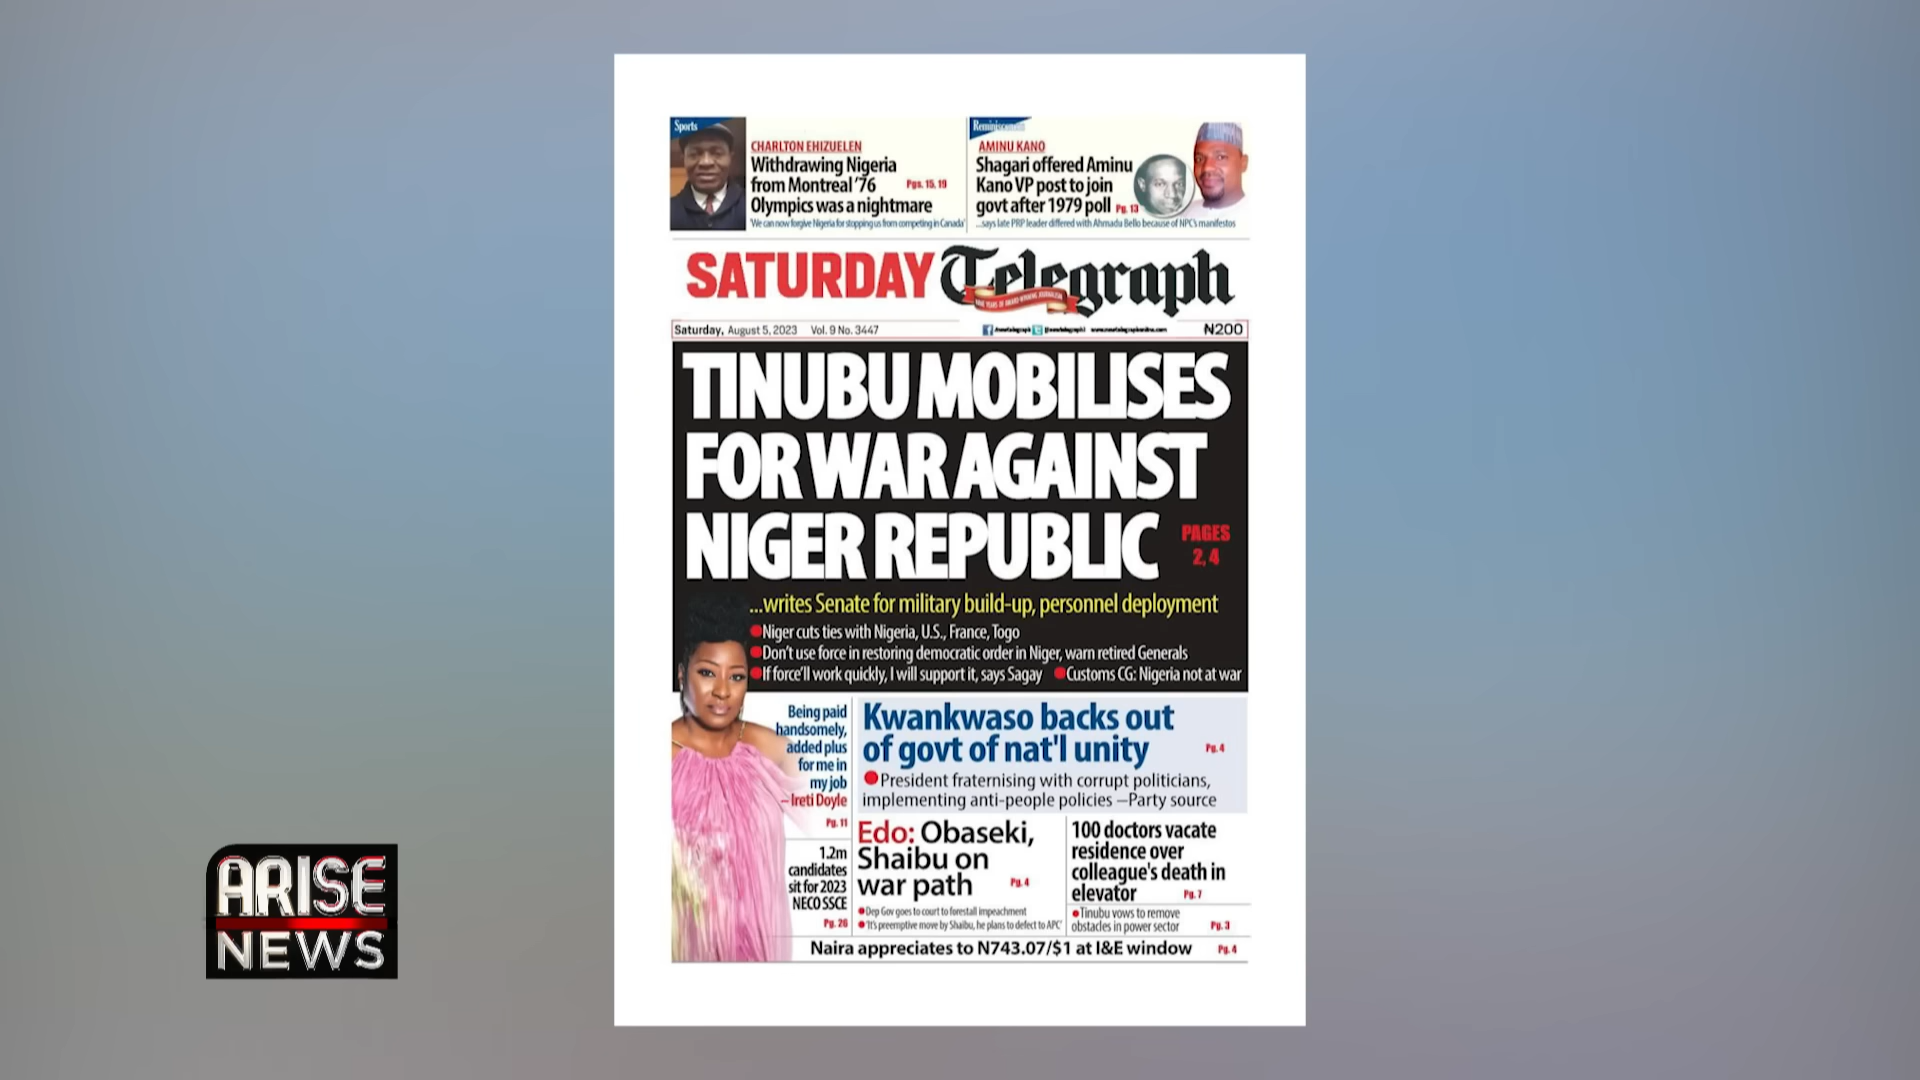 Sports
CHARLTON EHIZUELEN
Withdrawing Nigeria
from Montreal '76
Olympics was a nightmare
Pgs. 15, 19
'We can now forgive Nigeria for stopping us from competing in Canada'
AMINU KANO
Shagari offered Aminu
Kano VP post to join
govt after 1979 poll
Pg. 13
...says late PRP leader differed with Ahmadu Bello because of NPC's manifestos
SATURDAY Telegraph
Saturday, August 5, 2023 Vol. 9 No. 3447
₦200
TINUBU MOBILISES
FOR WAR AGAINST
NIGER REPUBLIC
PAGES
2, 4
...writes Senate for military build-up, personnel deployment
●Niger cuts ties with Nigeria, U.S., France, Togo
●Don't use force in restoring democratic order in Niger, warn retired Generals
●If force'll work quickly, I will support it, says Sagay ●Customs CG: Nigeria not at war
Being paid
handsomely,
added plus
for me in
my job
– Ireti Doyle
Pg. 11
1.2m
candidates
sit for 2023
NECO SSCE
Pg. 26
Kwankwaso backs out
of govt of nat'l unity
Pg. 4
●President fraternising with corrupt politicians,
implementing anti-people policies –Party source
Edo: Obaseki,
Shaibu on
war path
Pg. 4
●Dep Gov goes to court to forestall impeachment
●'It's preemptive move by Shaibu, he plans to defect to APC'
100 doctors vacate
residence over
colleague's death in
elevator
Pg. 7
●Tinubu vows to remove
obstacles in power sector
Pg. 3
Naira appreciates to N743.07/$1 at I&E window
Pg. 4
ARISE
NEWS